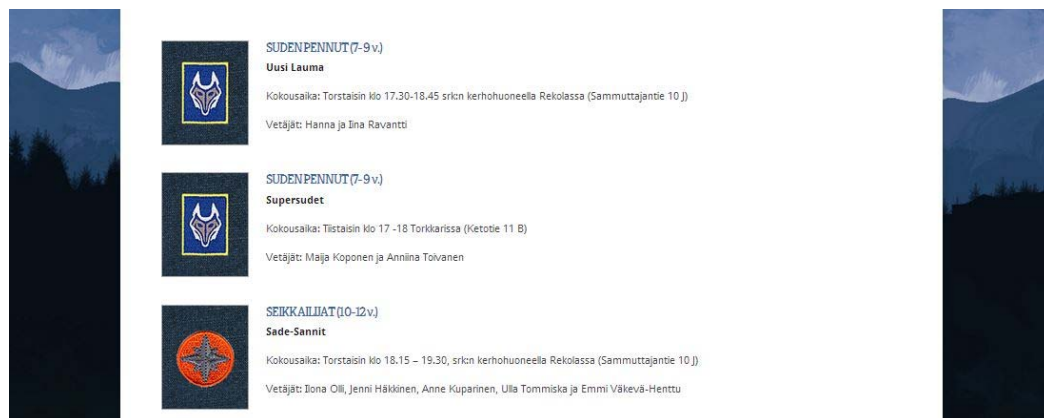 SUDENPENNUT (7-9 v.)
Uusi Lauma
Kokousaika: Torstaisin klo 17.30-18.45 srk:n kerhohuoneella Rekolassa (Sammuttajantie 10 J)
Vetäjät: Hanna ja Iina Ravantti
SUDENPENNUT (7-9 v.)
Supersudet
Kokousaika: Tiistaisin klo 17 -18 Torkkarissa (Ketotie 11 B)
Vetäjät: Maija Koponen ja Anniina Toivanen
SEIKKAILIJAT (10-12 v.)
Sade-Sannit
Kokousaika: Torstaisin klo 18.15 – 19.30, srk:n kerhohuoneella Rekolassa (Sammuttajantie 10 J)
Vetäjät: Ilona Olli, Jenni Häkkinen, Anne Kuparinen, Ulla Tommiska ja Emmi Väkevä-Henttu